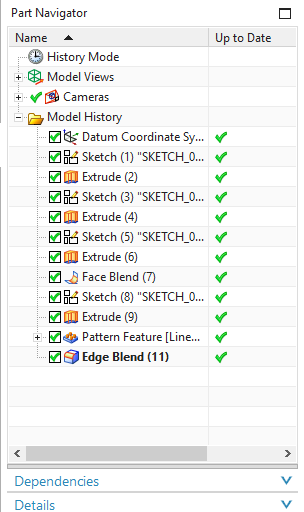 Part Navigator
Name Up to Date
History Mode
Model Views
Cameras
Model History
Datum Coordinate Sy...
Sketch (1) "SKETCH_0...
Extrude (2)
Sketch (3) "SKETCH_0...
Extrude (4)
Sketch (5) "SKETCH_0...
Extrude (6)
Face Blend (7)
Sketch (8) "SKETCH_0...
Extrude (9)
Pattern Feature [Line...
Edge Blend (11)
Dependencies
Details